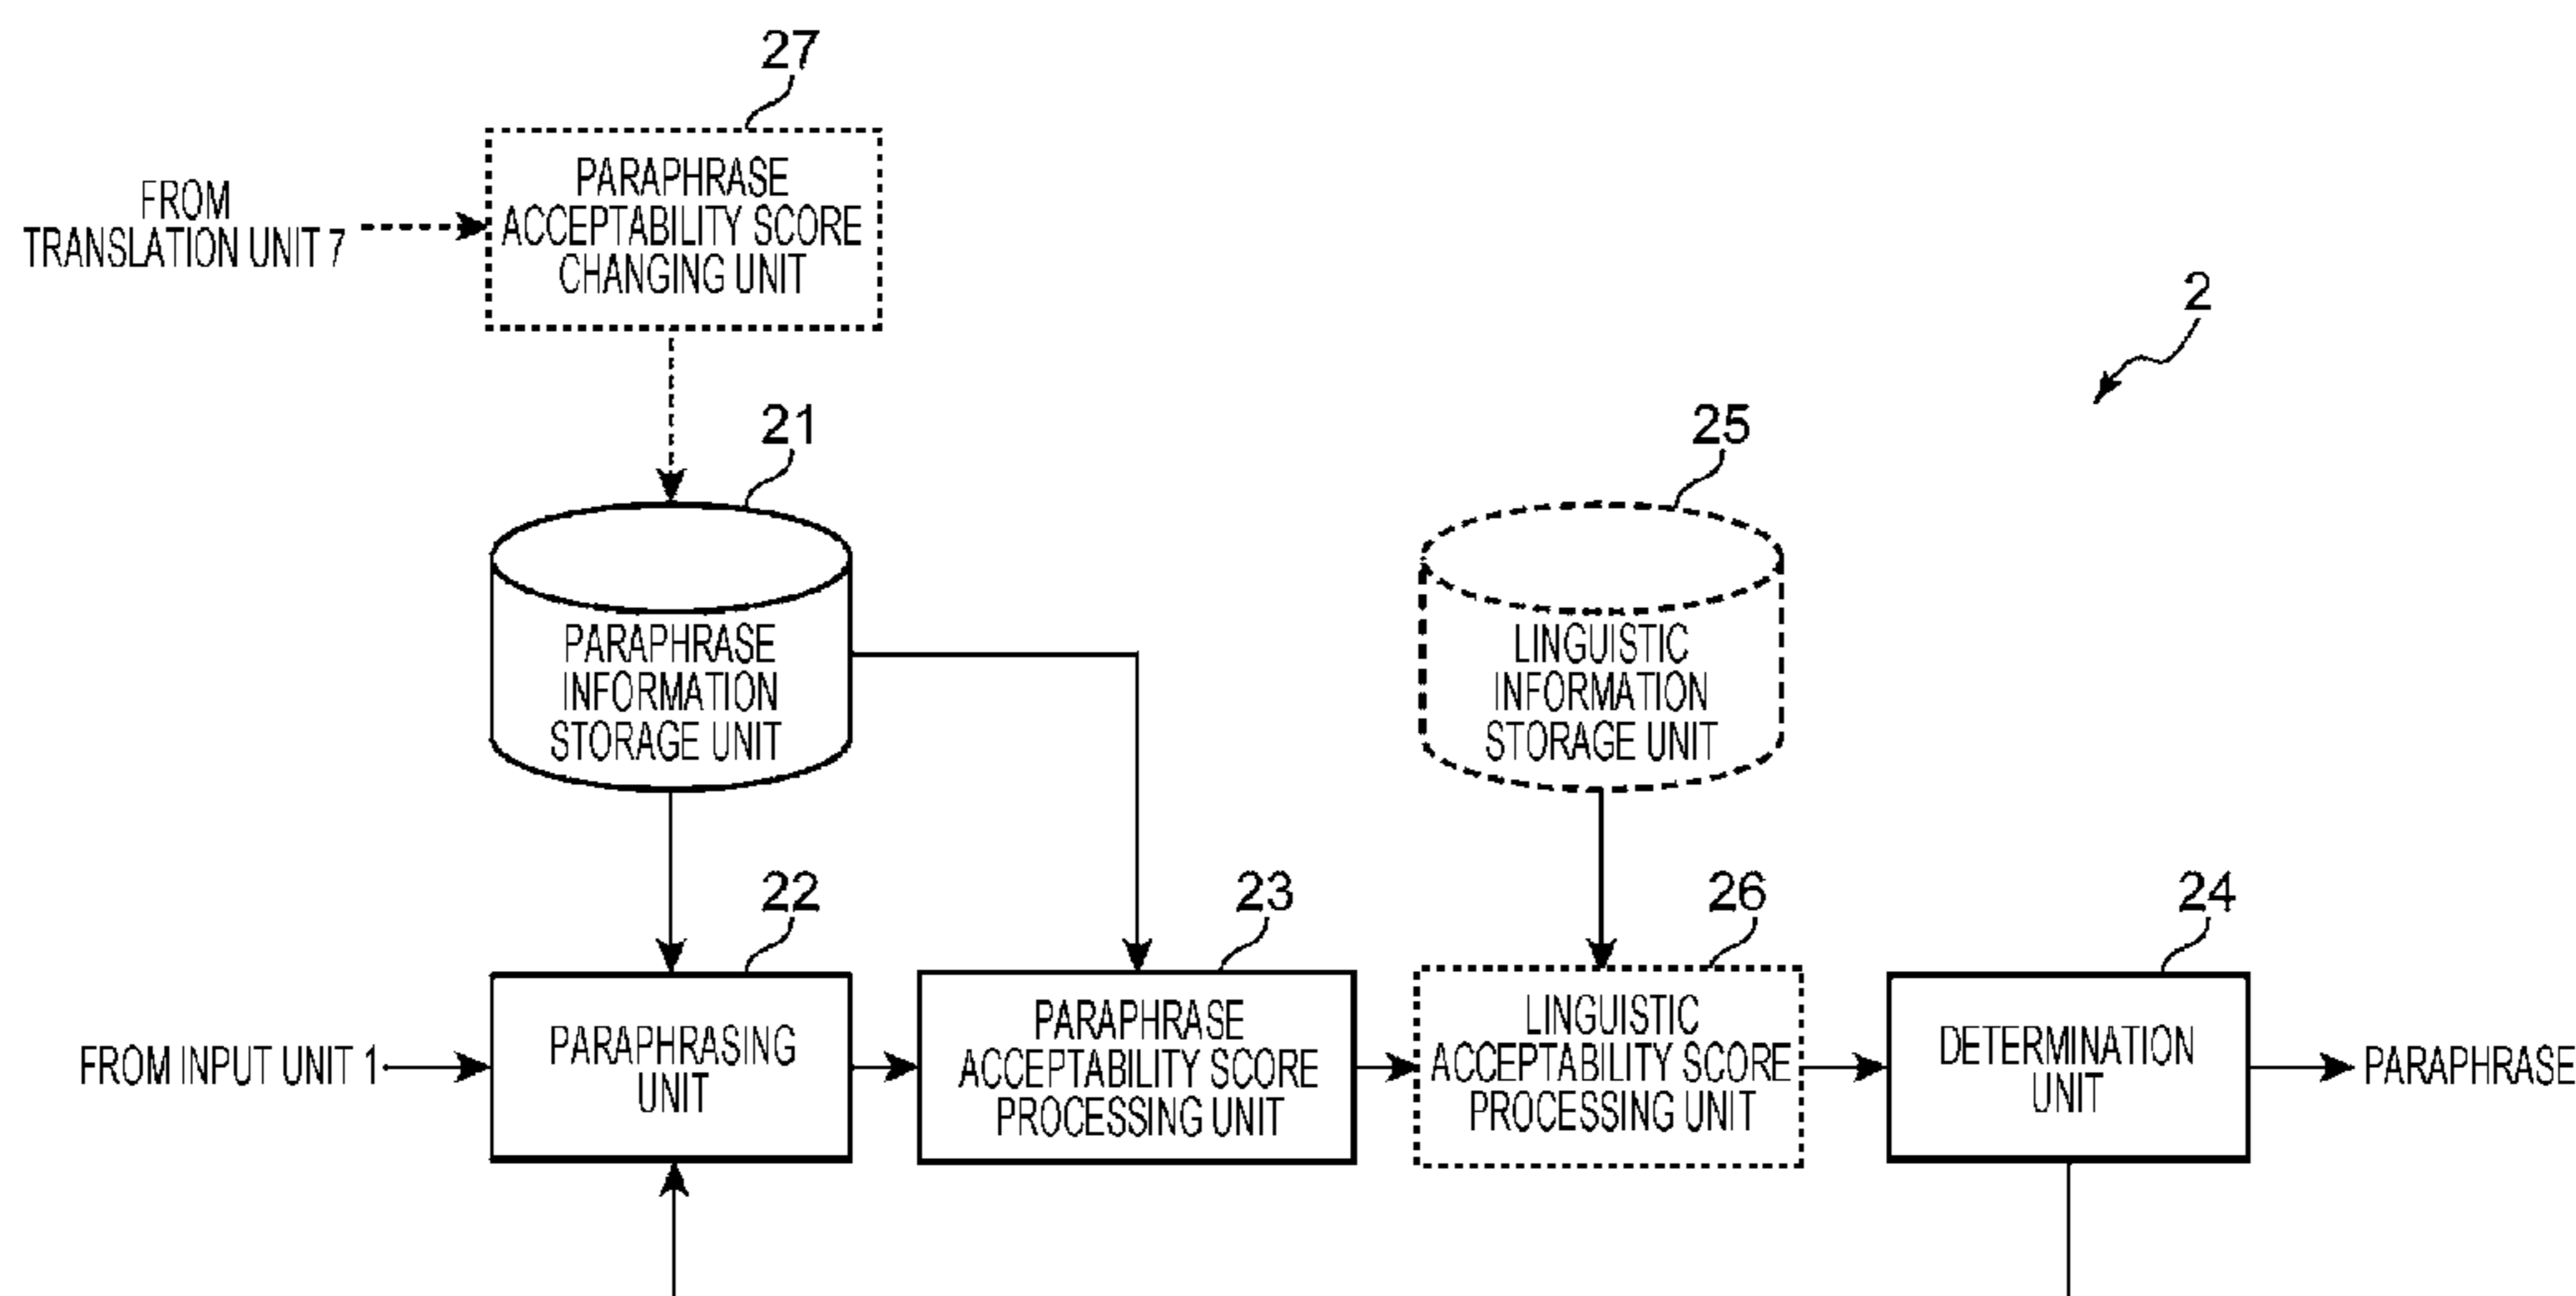 27
PARAPHRASE
ACCEPTABILITY SCORE
CHANGING UNIT
FROM
TRANSLATION UNIT 7
2
21
PARAPHRASE
INFORMATION
STORAGE UNIT
25
LINGUISTIC
INFORMATION
STORAGE UNIT
FROM INPUT UNIT 1
22
PARAPHRASING
UNIT
23
PARAPHRASE
ACCEPTABILITY SCORE
PROCESSING UNIT
26
LINGUISTIC
ACCEPTABILITY SCORE
PROCESSING UNIT
24
DETERMINATION
UNIT
PARAPHRASE